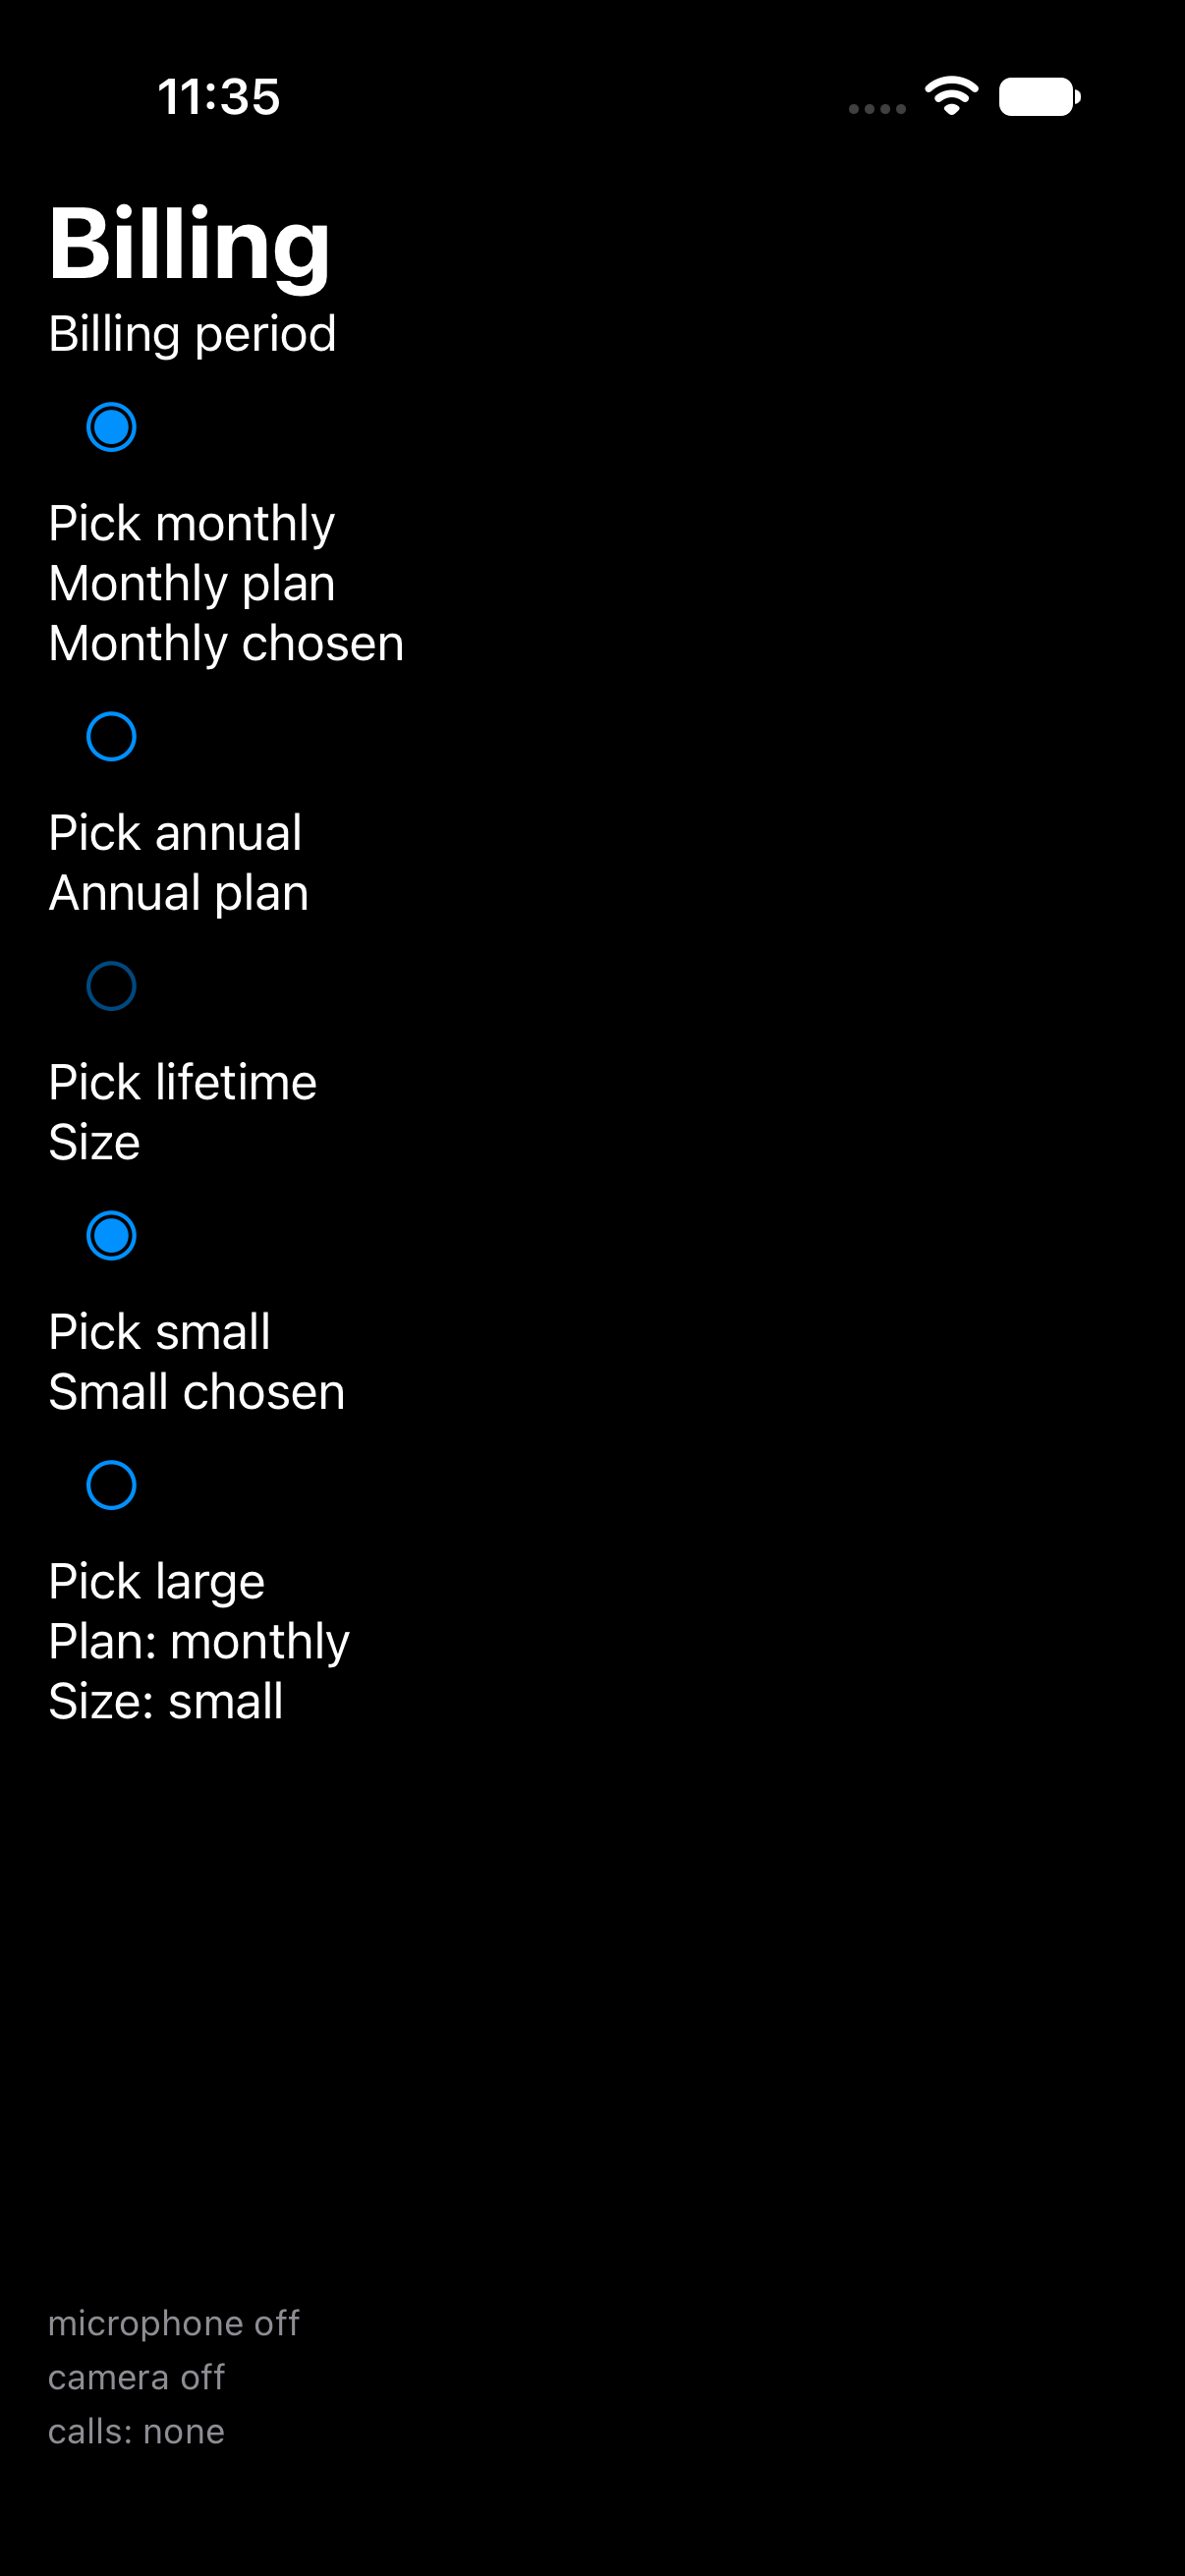 11:35
Billing
Billing period
Pick monthly
Monthly plan
Monthly chosen
Pick annual
Annual plan
Pick lifetime
Size
Pick small
Small chosen
Pick large
Plan: monthly
Size: small
microphone off
camera off
calls: none